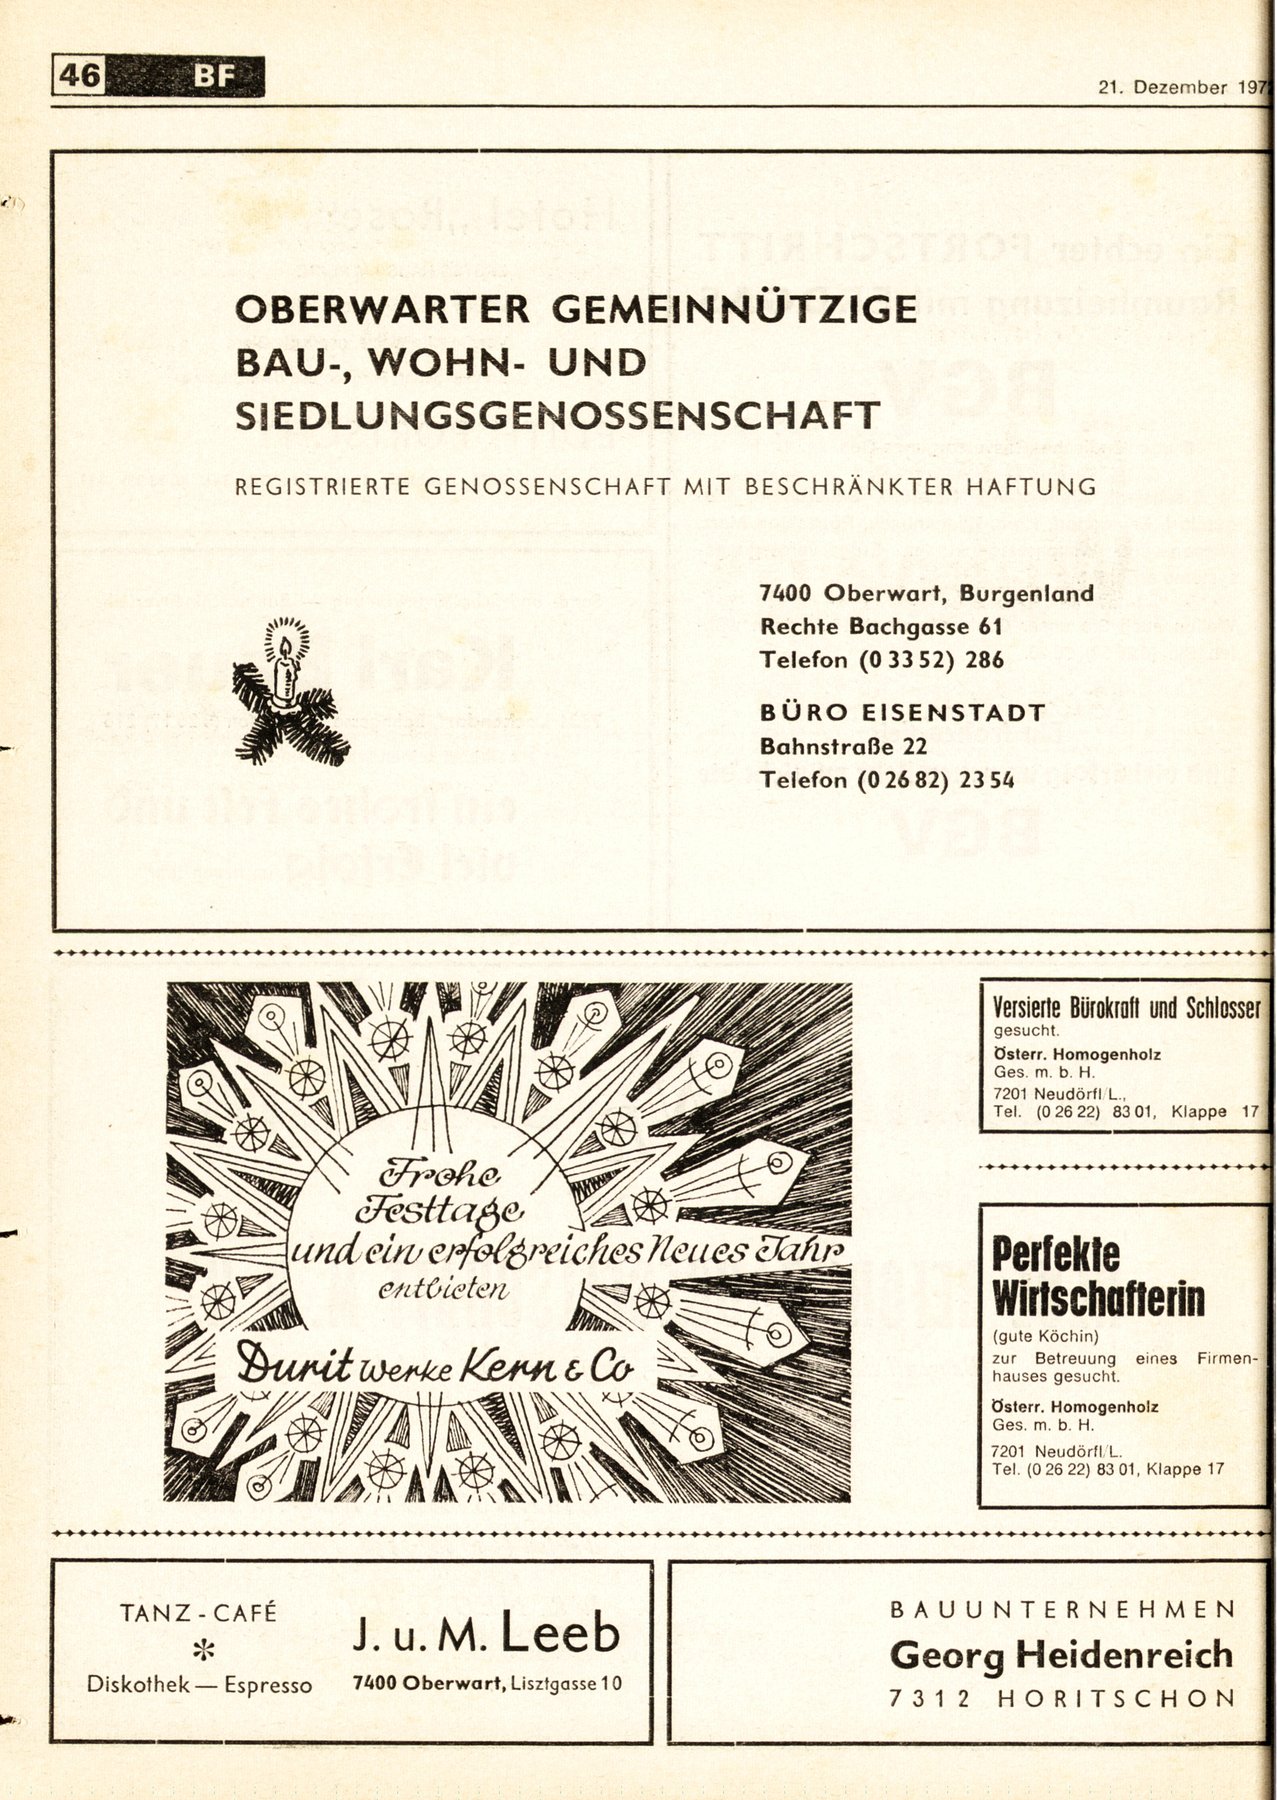 46 BF
21. Dezember 197
OBERWARTER GEMEINNÜTZIGE
BAU-, WOHN- UND
SIEDLUNGSGENOSSENSCHAFT
REGISTRIERTE GENOSSENSCHAFT MIT BESCHRÄNKTER HAFTUNG
7400 Oberwart, Burgenland
Rechte Bachgasse 61
Telefon (0 33 52) 286
BÜRO EISENSTADT
Bahnstraße 22
Telefon (0 26 82) 23 54
Frohe
Festtage
und ein erfolgreiches Neues Jahr
entbieten
Durit werke Kern & Co
Versierte Bürokraft und Schlosser
gesucht.
Österr. Homogenholz
Ges. m. b. H.
7201 Neudörfl/L.,
Tel. (0 26 22) 83 01, Klappe 17
Perfekte
Wirtschafterin
(gute Köchin)
zur Betreuung eines Firmen-
hauses gesucht.
Österr. Homogenholz
Ges. m. b. H.
7201 Neudörfl/L.
Tel. (0 26 22) 83 01, Klappe 17
TANZ-CAFÉ
*
Diskothek — Espresso
J. u. M. Leeb
7400 Oberwart, Lisztgasse 10
BAUUNTERNEHMEN
Georg Heidenreich
7312 HORITSCHON